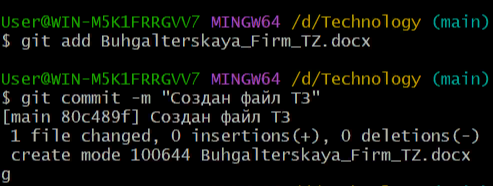 User@WIN-M5K1FRRGVV7 MINGW64 /d/Technology (main)
$ git add Buhgalterskaya_Firm_TZ.docx
User@WIN-M5K1FRRGVV7 MINGW64 /d/Technology (main)
$ git commit -m "Создан файл ТЗ"
[main 80c489f] Создан файл ТЗ
1 file changed, 0 insertions(+), 0 deletions(-)
create mode 100644 Buhgalterskaya_Firm_TZ.docx
g